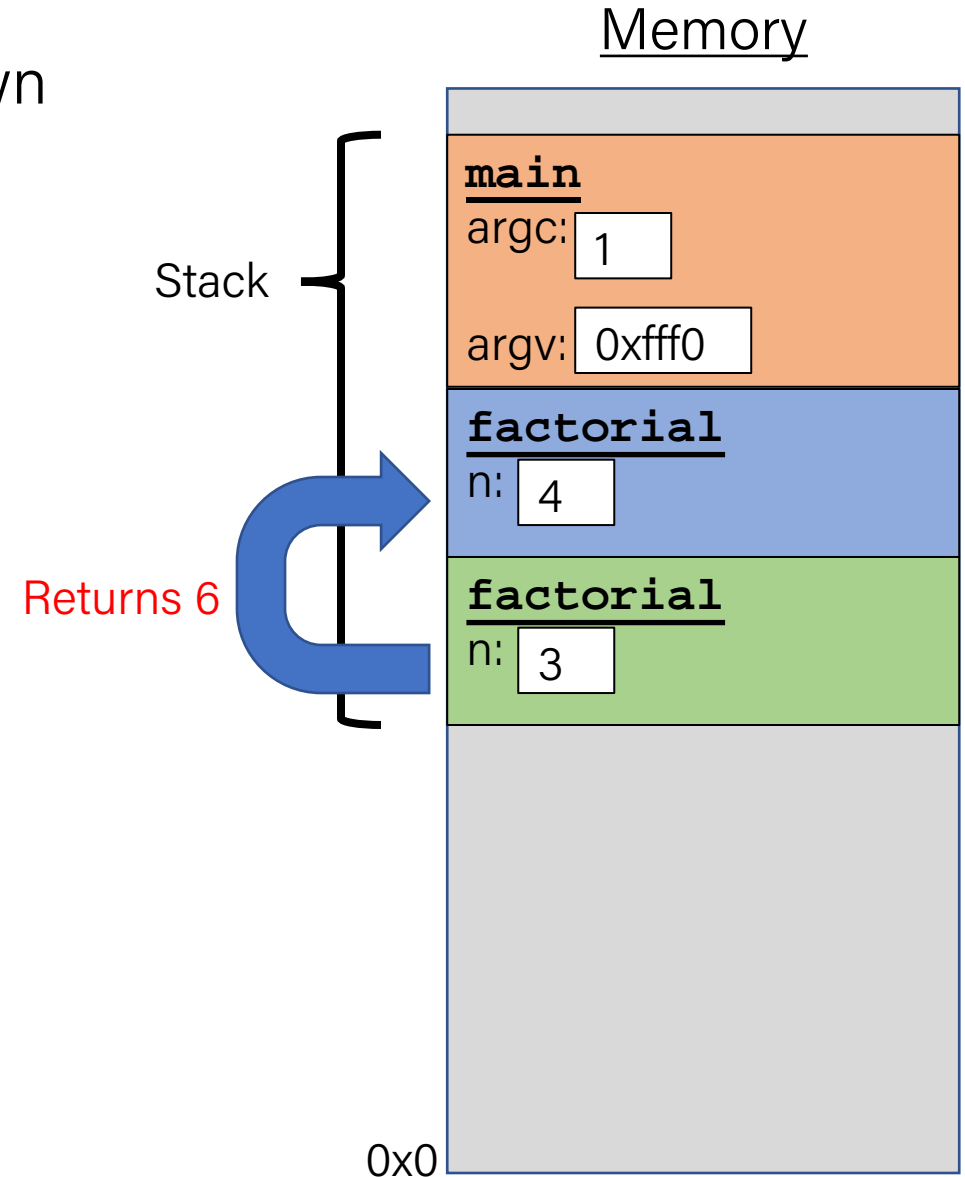 Memory
main
argc: 1
Stack
argv: 0xfff0
factorial
n: 4
Returns 6
factorial
n: 3
0x0